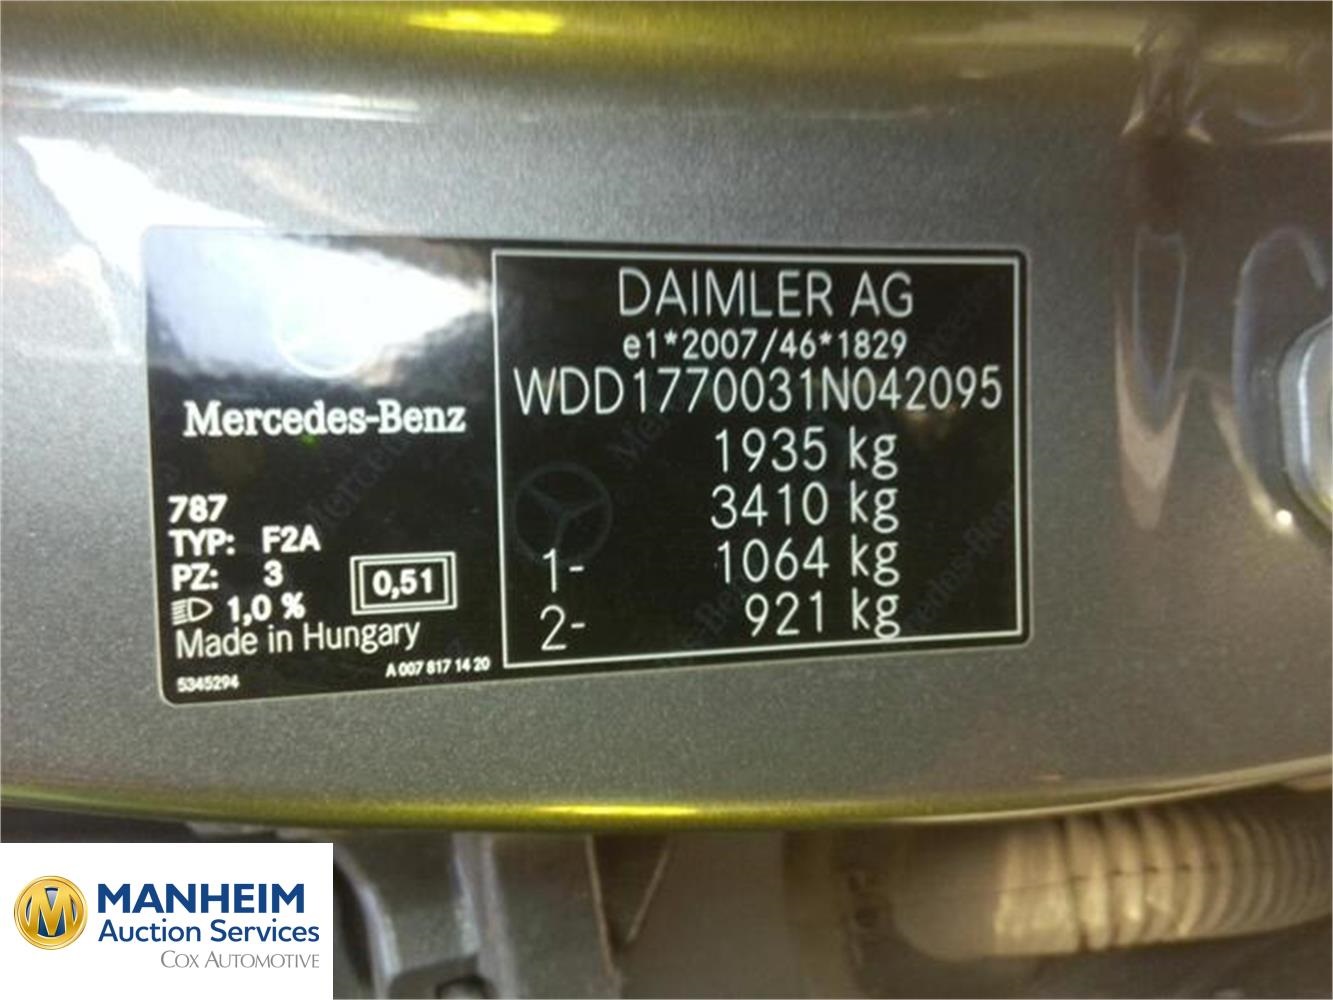 Mercedes-Benz
787
TYP: F2A
PZ: 3
1,0 %
0,51
Made in Hungary
A 007 817 14 20
5345294
DAIMLER AG
e1*2007/46*1829
WDD1770031N042095
1935 kg
3410 kg
1- 1064 kg
2- 921 kg
MANHEIM
Auction Services
COX AUTOMOTIVE